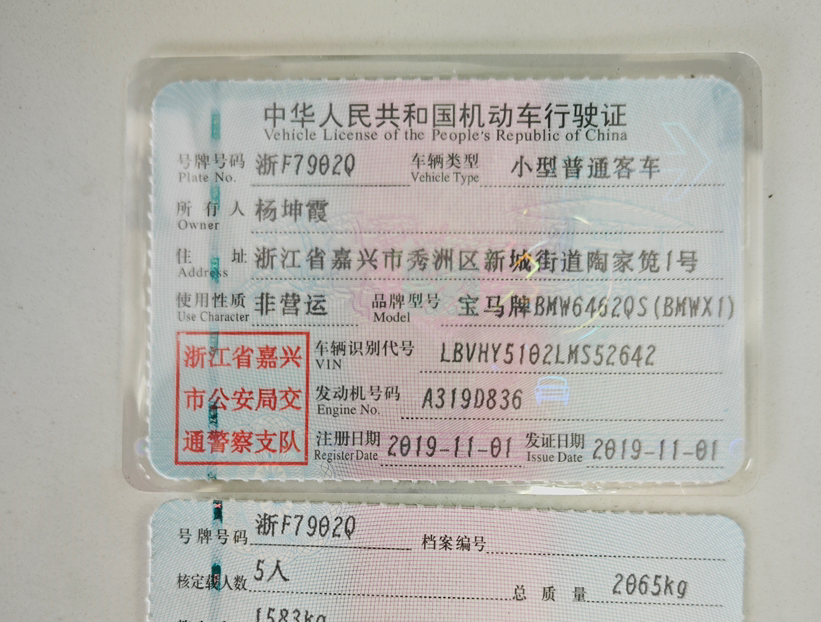 中华人民共和国机动车行驶证
Vehicle License of the People's Republic of China
号牌号码 浙F7902Q 车辆类型 小型普通客车
Plate No. Vehicle Type
所有人 杨坤霞
Owner
住址 浙江省嘉兴市秀洲区新城街道陶家笕1号
Address
使用性质 非营运 品牌型号 宝马牌BMW6462QS(BMWX1)
Use Character Model
浙江省嘉兴
市公安局交
通警察支队
车辆识别代号 LBVHY5102LMS52642
VIN
发动机号码 A319D836
Engine No.
注册日期 2019-11-01 发证日期 2019-11-01
Register Date Issue Date
号牌号码 浙F7902Q 档案编号
核定载人数 5人 总质量 2065kg
1583kg